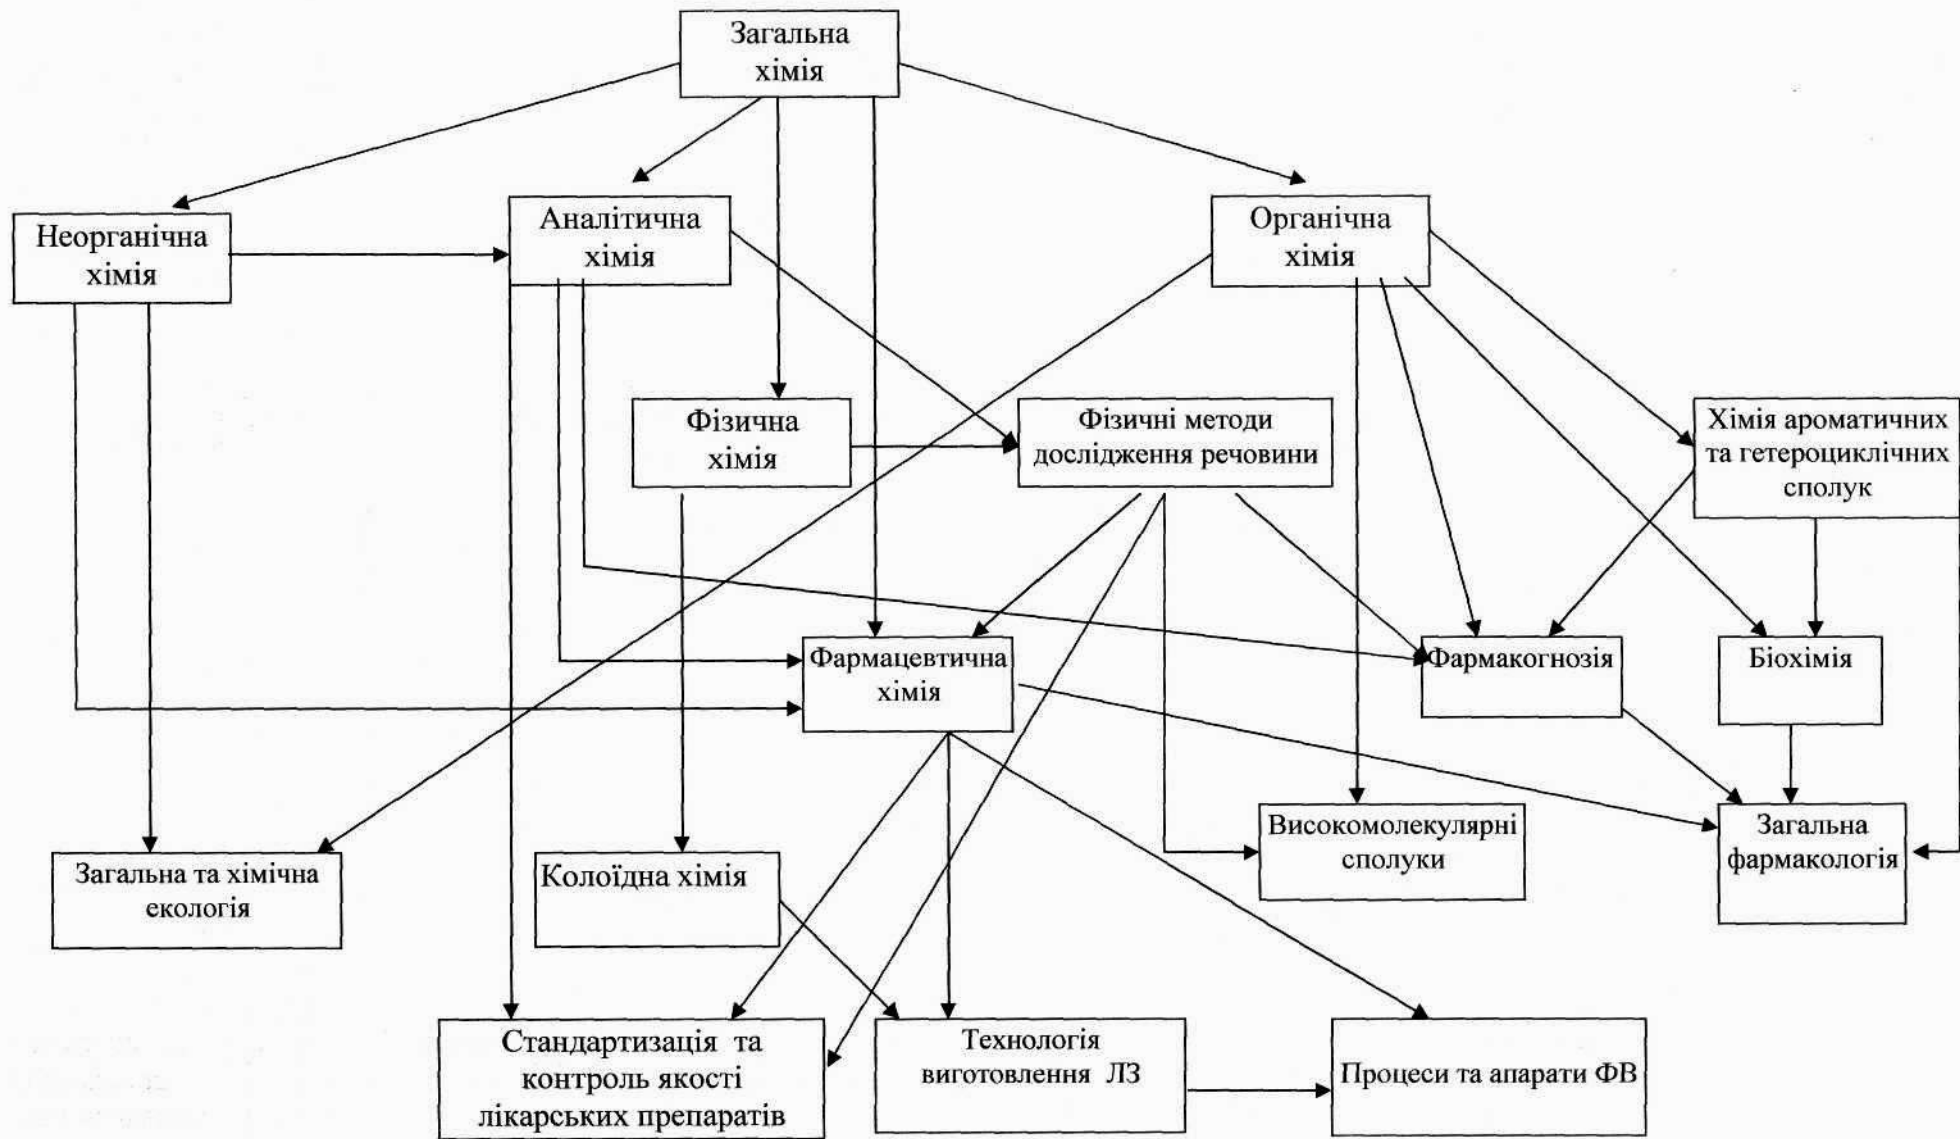 Загальна
хімія
Неорганічна
хімія
Аналітична
хімія
Органічна
хімія
Фізична
хімія
Фізичні методи
дослідження речовини
Хімія ароматичних
та гетероциклічних
сполук
Фармацевтична
хімія
Фармакогнозія
Біохімія
Загальна та хімічна
екологія
Колоїдна хімія
Високомолекулярні
сполуки
Загальна
фармакологія
Стандартизація та
контроль якості
лікарських препаратів
Технологія
виготовлення ЛЗ
Процеси та апарати ФВ